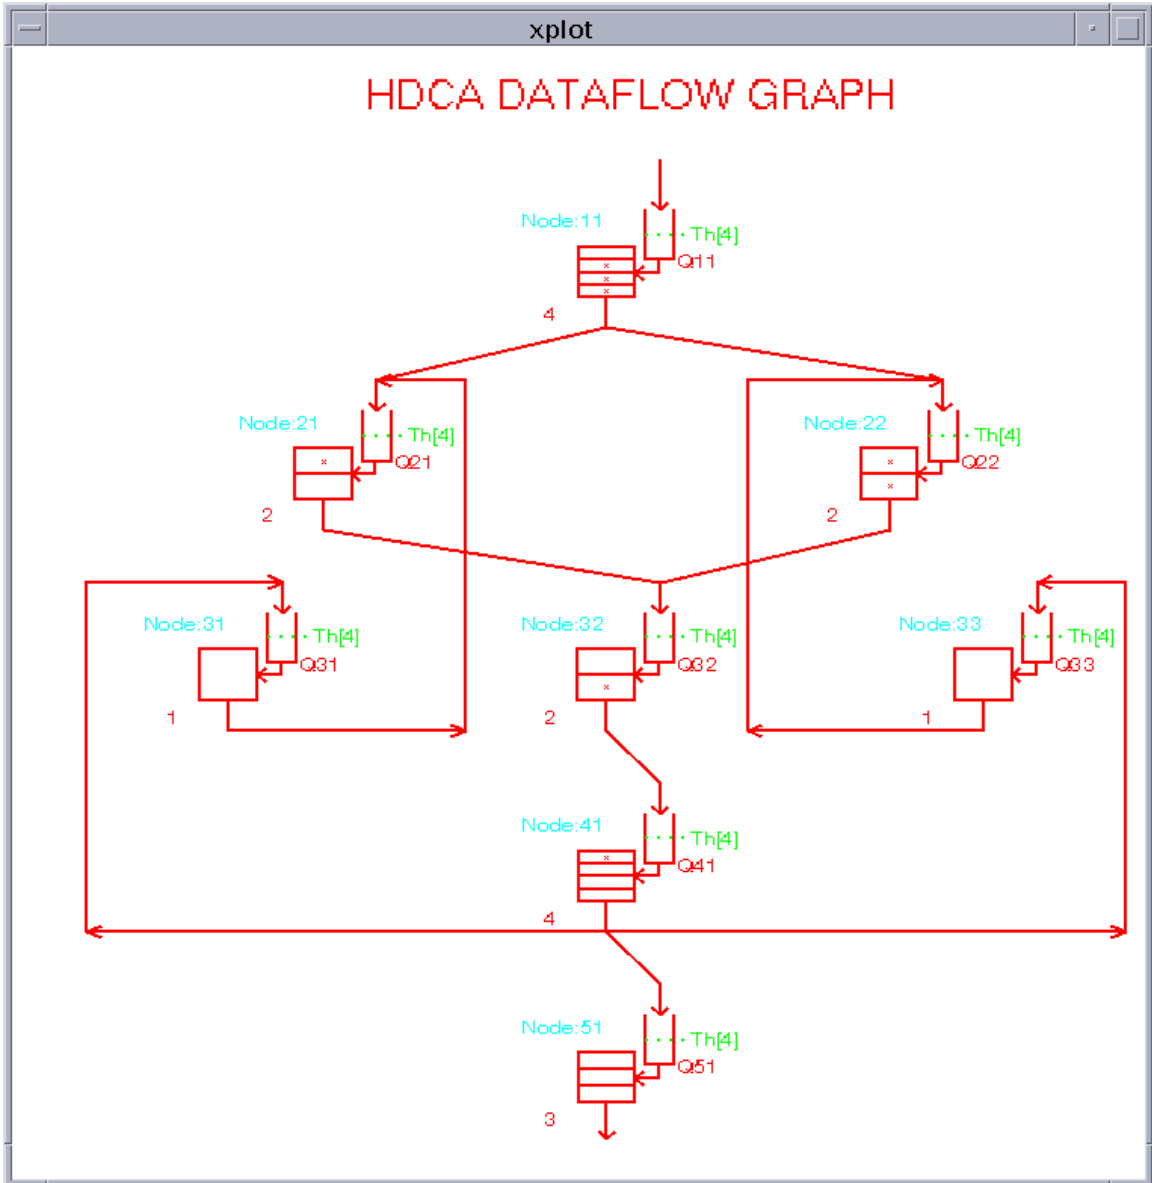 xplot
HDCA DATAFLOW GRAPH
Node:11
Th[4]
Q11
4
Node:21
Th[4]
Q21
2
Node:22
Th[4]
Q22
2
Node:31
Th[4]
Q31
1
Node:32
Th[4]
Q32
2
Node:33
Th[4]
Q33
1
Node:41
Th[4]
Q41
4
Node:51
Th[4]
Q51
3